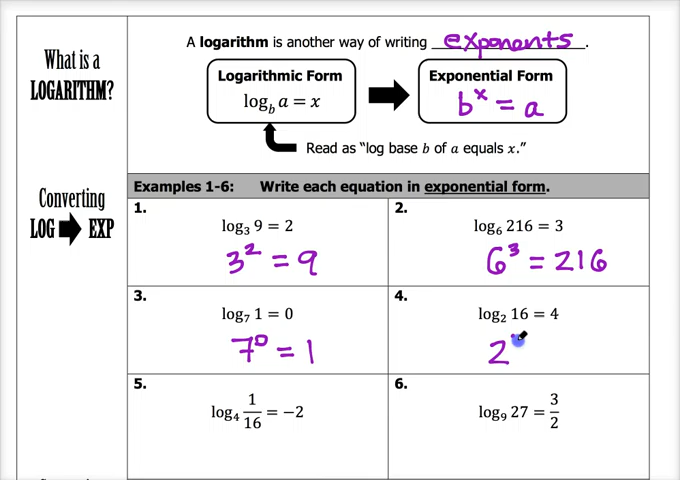 A logarithm is another way of writing exponents.
What is a
LOGARITHM?
Logarithmic Form
log_b a = x
Exponential Form
b^x = a
Read as “log base b of a equals x.”
Converting
LOG EXP
Examples 1-6: Write each equation in exponential form.
1.
log_3 9 = 2
3^2 = 9
2.
log_6 216 = 3
6^3 = 216
3.
log_7 1 = 0
7^0 = 1
4.
log_2 16 = 4
2
5.
log_4 1/16 = −2
6.
log_9 27 = 3/2